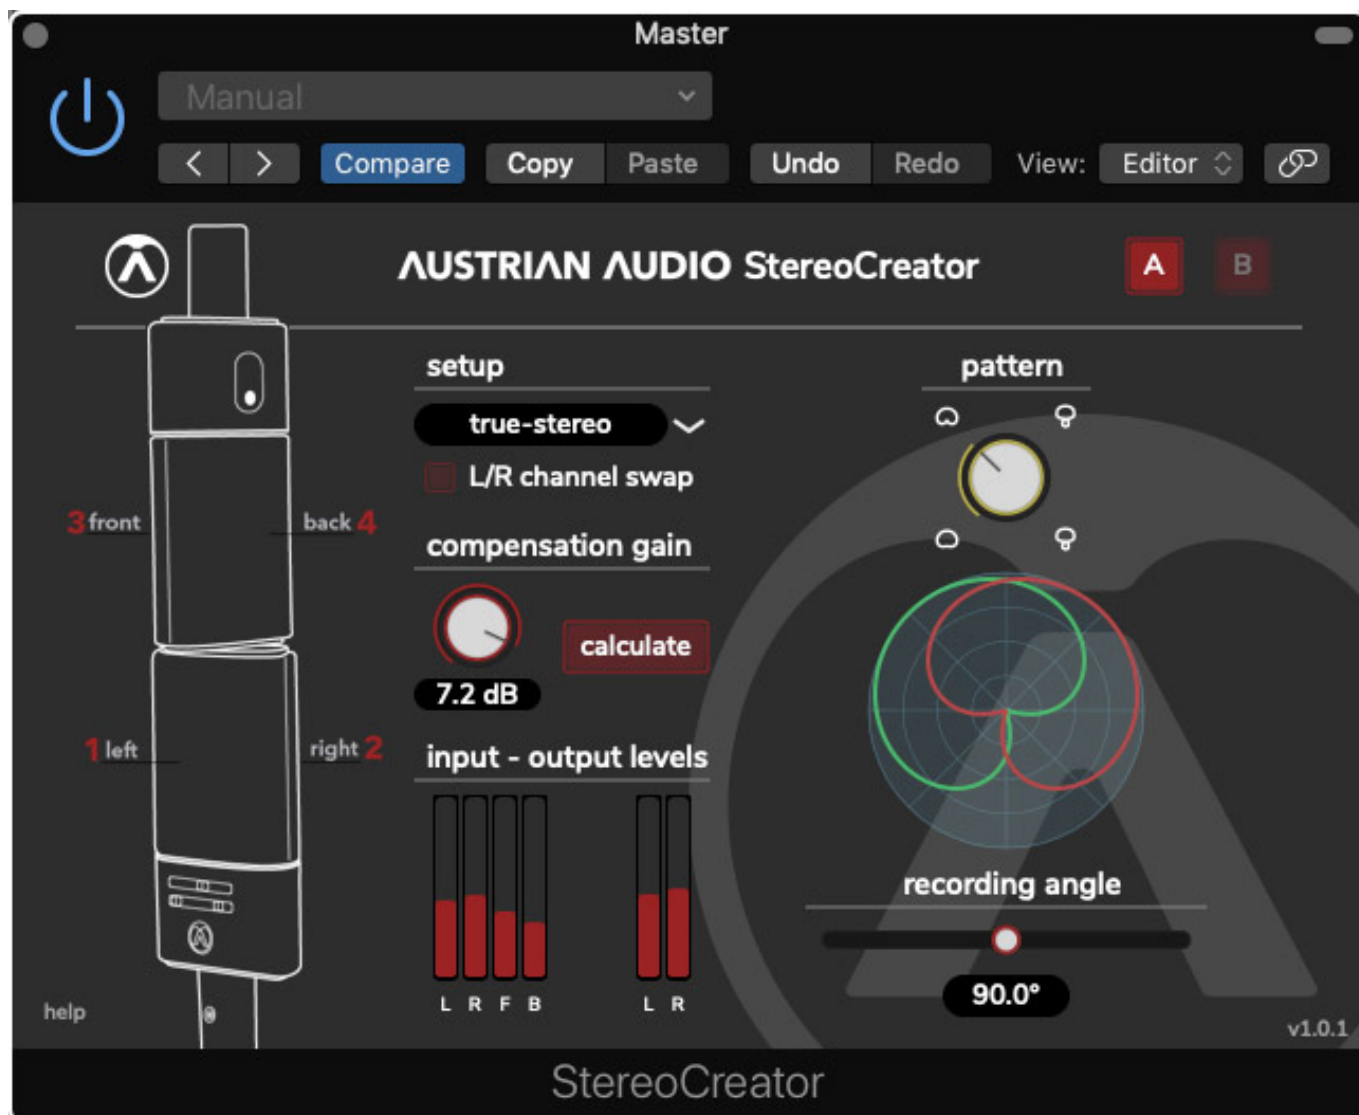 Master
Manual
Compare Copy Paste Undo Redo View: Editor
AUSTRIAN AUDIO StereoCreator A B
setup pattern
true-stereo
L/R channel swap
3 front back 4
compensation gain
calculate
7.2 dB
1 left right 2
input - output levels
recording angle
L R F B L R
90.0°
help
v1.0.1
StereoCreator